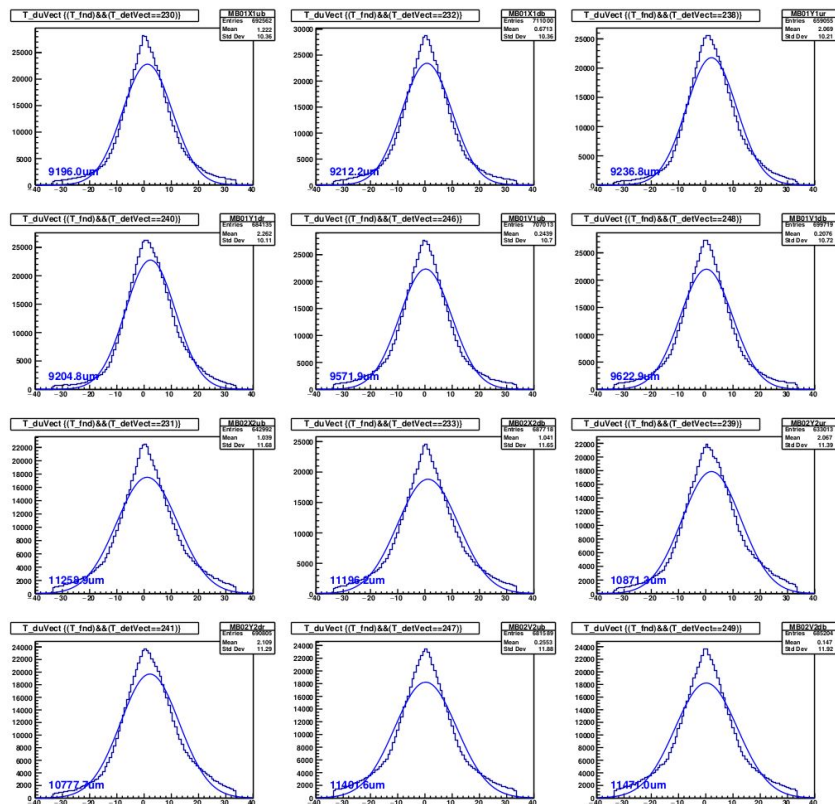 T_duVect {(T_fnd)&&(T_detVect==230)}
MB01X1ub
Entries 692562
Mean 1.222
Std Dev 10.36
9196.0um
T_duVect {(T_fnd)&&(T_detVect==232)}
MB01X1db
Entries 711000
Mean 0.6713
Std Dev 10.36
9212.2um
T_duVect {(T_fnd)&&(T_detVect==238)}
MB01Y1ur
Entries 659055
Mean 2.009
Std Dev 10.21
9236.8um
T_duVect {(T_fnd)&&(T_detVect==240)}
MB01Y1dr
Entries 684135
Mean 2.262
Std Dev 10.11
9204.8um
T_duVect {(T_fnd)&&(T_detVect==246)}
MB01V1ub
Entries 707013
Mean 0.2439
Std Dev 10.7
9571.9um
T_duVect {(T_fnd)&&(T_detVect==248)}
MB01V1db
Entries 699719
Mean 0.2076
Std Dev 10.72
9622.9um
T_duVect {(T_fnd)&&(T_detVect==231)}
MB02X2ub
Entries 642992
Mean 1.039
Std Dev 11.68
11258.9um
T_duVect {(T_fnd)&&(T_detVect==233)}
MB02X2db
Entries 687718
Mean 1.041
Std Dev 11.65
11196.2um
T_duVect {(T_fnd)&&(T_detVect==239)}
MB02Y2ur
Entries 633013
Mean 2.067
Std Dev 11.39
10871.3um
T_duVect {(T_fnd)&&(T_detVect==241)}
MB02Y2dr
Entries 690805
Mean 2.109
Std Dev 11.29
10777.7um
T_duVect {(T_fnd)&&(T_detVect==247)}
MB02V2ub
Entries 681589
Mean 0.2553
Std Dev 11.88
11401.6um
T_duVect {(T_fnd)&&(T_detVect==249)}
MB02V2db
Entries 685204
Mean 0.147
Std Dev 11.92
11471.0um